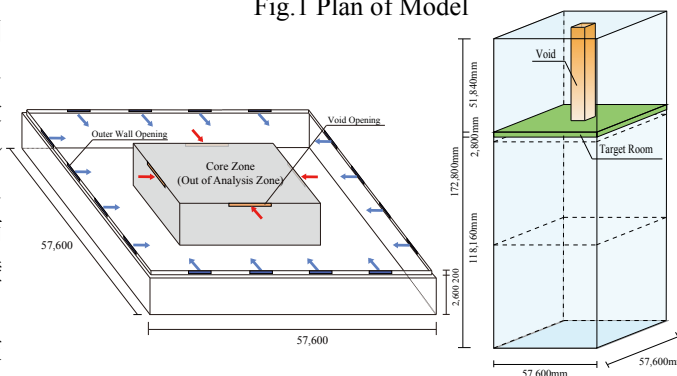 Fig.1 Plan of Model
Outer Wall Opening
Void Opening
Core Zone
(Out of Analysis Zone)
57,600
57,600
2,600
200
Void
Target Room
51,840mm
2,800mm
172,800mm
118,160mm
57,600mm
57,600mm